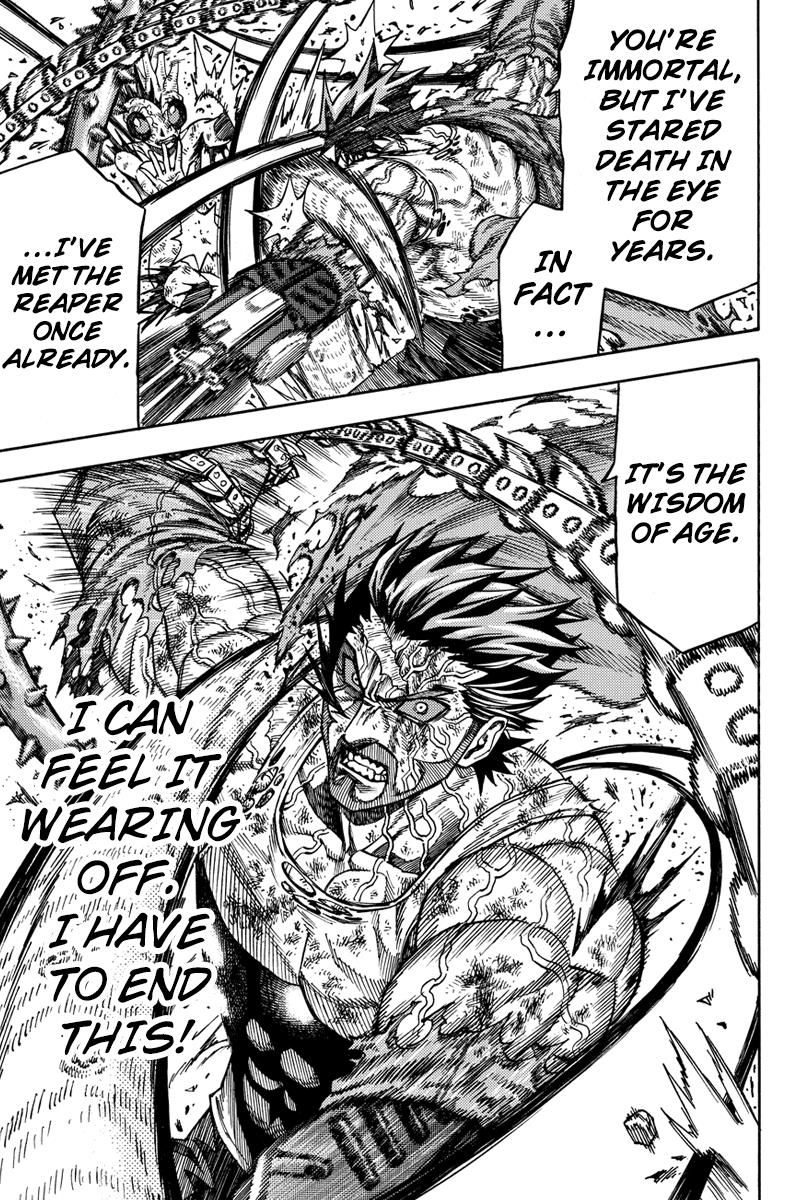 YOU'RE
IMMORTAL,
BUT I'VE
STARED
DEATH IN
THE EYE
FOR
YEARS.
IN
FACT
...
...I'VE
MET THE
REAPER
ONCE
ALREADY.
IT'S THE
WISDOM
OF AGE.
I CAN
FEEL IT
WEARING
OFF.
I HAVE
TO END
THIS!